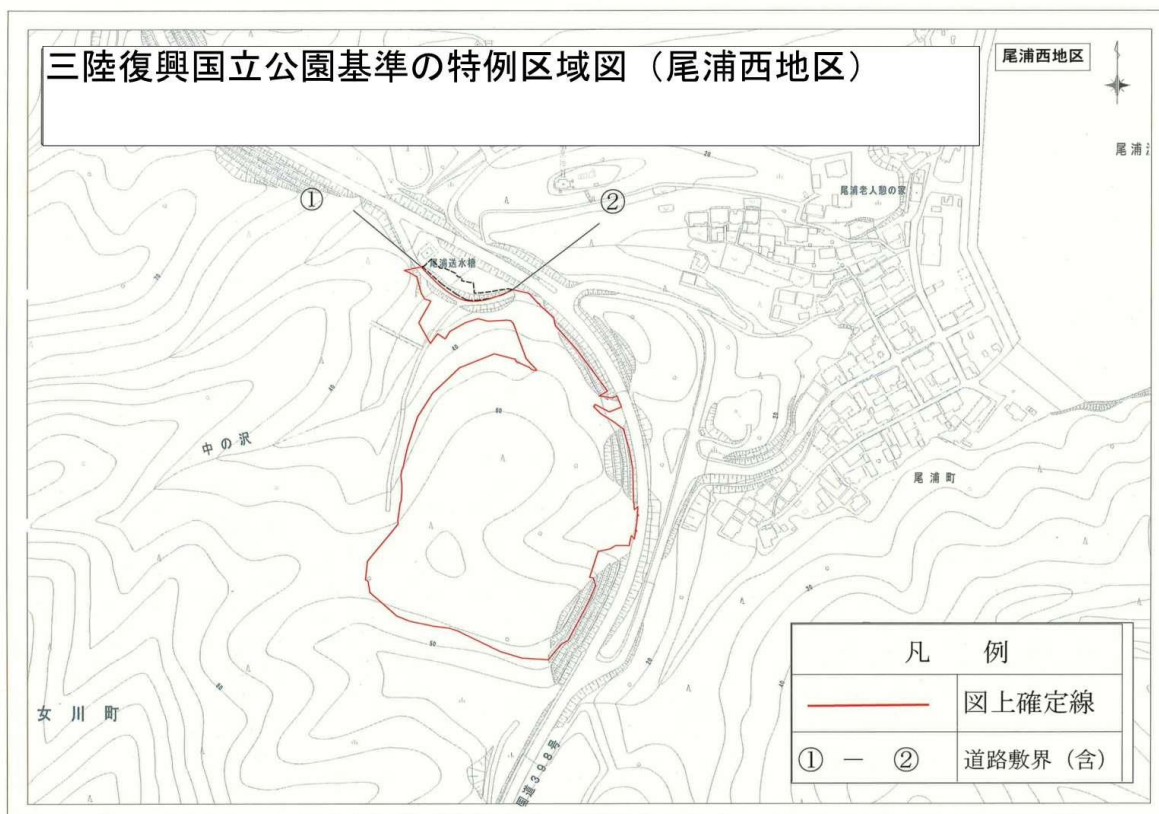 三陸復興国立公園基準の特例区域図（尾浦西地区）
尾浦西地区
尾浦
尾浦老人憩の家
①
②
尾浦送水槽
中の沢
尾浦町
女川町
国道398号
凡　例
図上確定線
① － ②　道路敷界（含）